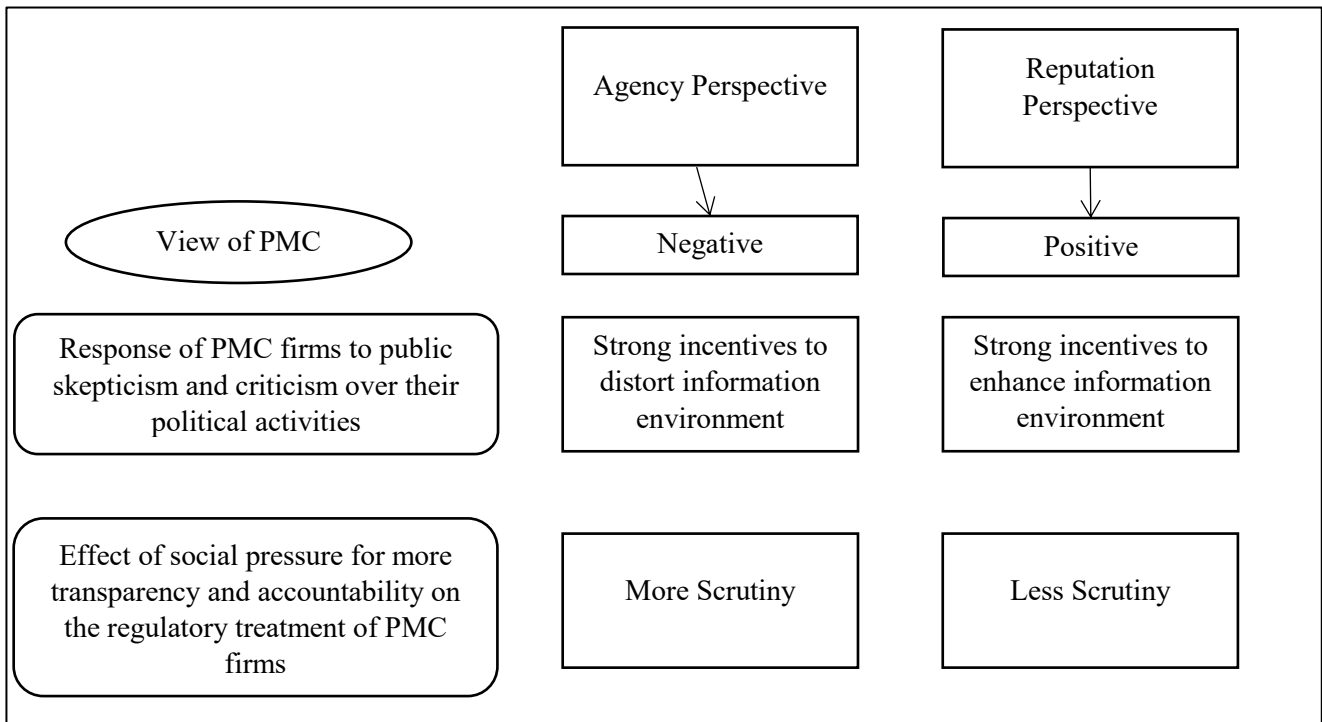 Agency Perspective
Reputation
Perspective
View of PMC
Negative
Positive
Response of PMC firms to public
skepticism and criticism over their
political activities
Strong incentives to
distort information
environment
Strong incentives to
enhance information
environment
Effect of social pressure for more
transparency and accountability on
the regulatory treatment of PMC
firms
More Scrutiny
Less Scrutiny